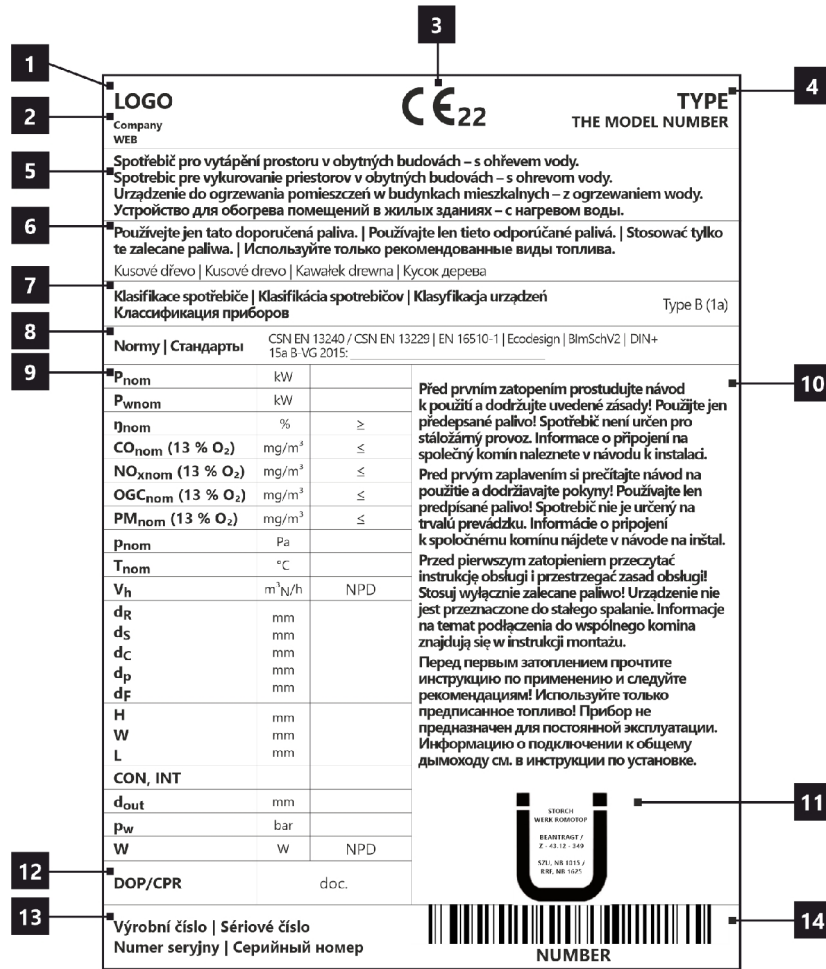 3
1
LOGO
CE22
TYPE
4
2
Company
WEB
THE MODEL NUMBER
5
Spotřebič pro vytápění prostoru v obytných budovách – s ohřevem vody.
Spotrebic pre vykurovanie priestorov v obytných budovách – s ohrevom vody.
Urządzenie do ogrzewania pomieszczeń w budynkach mieszkalnych – z ogrzewaniem wody.
Устройство для обогрева помещений в жилых зданиях – с нагревом воды.
6
Používejte jen tato doporučená paliva. | Používajte len tieto odporúčané palivá. | Stosować tylko
te zalecane paliwa. | Используйте только рекомендованные виды топлива.
Kusové dřevo | Kusové drevo | Kawałek drewna | Кусок дерева
7
Klasifikace spotřebiče | Klasifikácia spotrebičov | Klasyfikacja urządzeń
Классификация приборов
Type B (1a)
8
Normy | Стандарты
CSN EN 13240 / CSN EN 13229 | EN 16510-1 | Ecodesign | BImSchV2 | DIN+
15a B-VG 2015:
9
Pnom kW
Pwnom kW
ηnom % ≥
COnom (13 % O₂) mg/m³ ≤
NOxnom (13 % O₂) mg/m³ ≤
OGCnom (13 % O₂) mg/m³ ≤
PMnom (13 % O₂) mg/m³ ≤
pnom Pa
Tnom °C
Vh m³N/h NPD
dR mm
dS mm
dC mm
dp mm
dF mm
H mm
W mm
L mm
CON, INT
dout mm
pw bar
W W NPD
10
Před prvním zatopením prostudujte návod
k použití a dodržujte uvedené zásady! Použijte jen
předepsané palivo! Spotřebič není určen pro
stáložárný provoz. Informace o připojení na
společný komín naleznete v návodu k instalaci.
Pred prvým zaplavením si prečítajte návod na
použitie a dodržiavajte pokyny! Používajte len
predpísané palivo! Spotrebič nie je určený na
trvalú prevádzku. Informácie o pripojení
k spoločnému komínu nájdete v návode na inštal.
Przed pierwszym zatopieniem przeczytać
instrukcję obsługi i przestrzegać zasad obsługi!
Stosuj wyłącznie zalecane paliwo! Urządzenie nie
jest przeznaczone do stałego spalanie. Informacje
na temat podłączenia do wspólnego komina
znajdują się w instrukcji montażu.
Перед первым затоплением прочтите
инструкцию по применению и следуйте
рекомендациям! Используйте только
предписанное топливо! Прибор не
предназначен для постоянной эксплуатации.
Информацию о подключении к общему
дымоходу см. в инструкции по установке.
11
STORCH
WERK ROMOTOP
BEANTRAGT /
Z - 43.12 - 349
SZU, NB 1015 /
RRF, NB 1625
12
DOP/CPR doc.
13
Výrobní číslo | Sériové číslo
Numer seryjny | Серийный номер
14
NUMBER